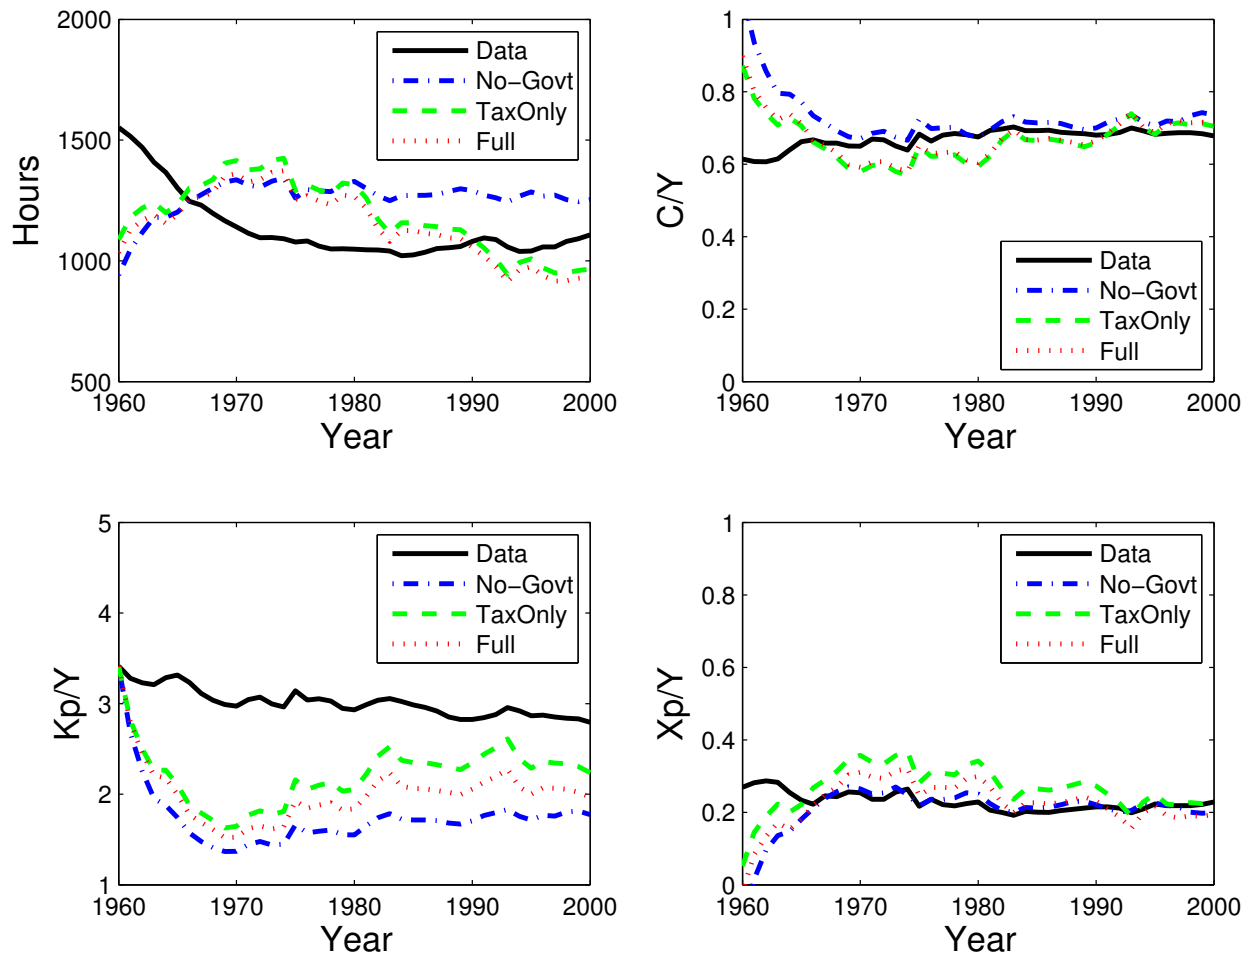 2000
1500
1000
500
Hours
Data
No-Govt
TaxOnly
Full
1960 1970 1980 1990 2000
Year
1
0.8
0.6
0.4
0.2
0
C/Y
Data
No-Govt
TaxOnly
Full
1960 1970 1980 1990 2000
Year
5
4
3
2
1
Kp/Y
Data
No-Govt
TaxOnly
Full
1960 1970 1980 1990 2000
Year
1
0.8
0.6
0.4
0.2
0
Xp/Y
Data
No-Govt
TaxOnly
Full
1960 1970 1980 1990 2000
Year